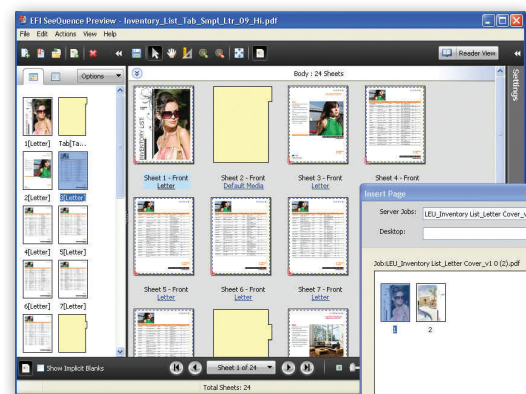 EFI SeeQuence Preview - Inventory_List_Tab_Smpl_Ltr_09_Hi.pdf
File Edit Actions View Help
Reader View
Options
Body : 24 Sheets
Settings
INVENTORY LIST
1[Letter] Tab[Ta...
2[Letter] 3[Letter]
4[Letter] 5[Letter]
6[Letter] 7[Letter]
Sheet 1 - Front
Letter
Sheet 2 - Front
Default Media
Sheet 3 - Front
Letter
Sheet 4 - Front
Sheet 5 - Front
Letter
Sheet 6 - Front
Letter
Sheet 7 - Front
Letter
Insert Page
Server Jobs: LEU_Inventory List_Letter Cover_v
Desktop:
Job:LEU_Inventory List_Letter Cover_v1 0 (2).pdf
1 2
Show Implicit Blanks
Sheet 1 of 24
Total Sheets: 24